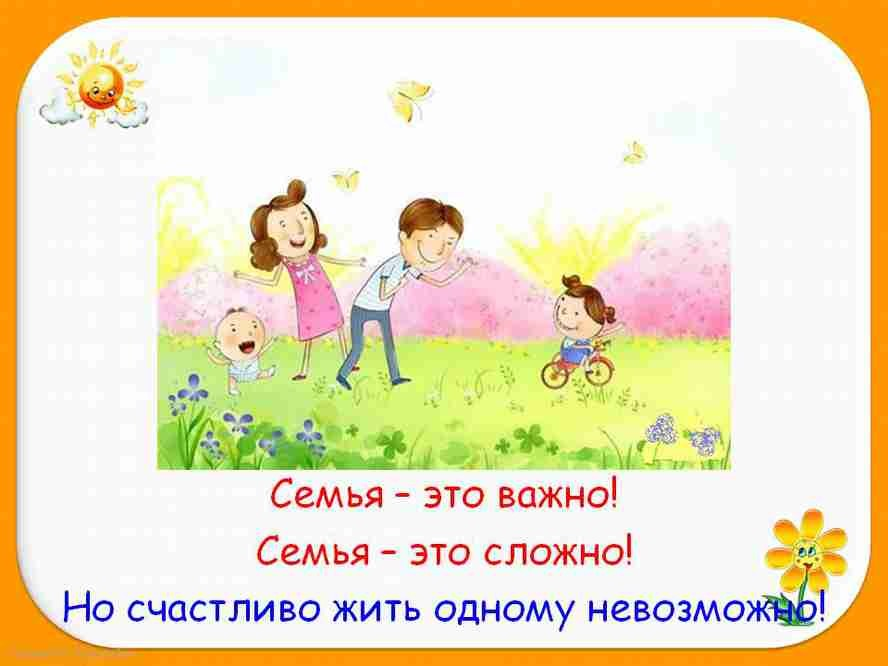 Семья – это важно!
Семья – это сложно!
Но счастливо жить одному невозможно!